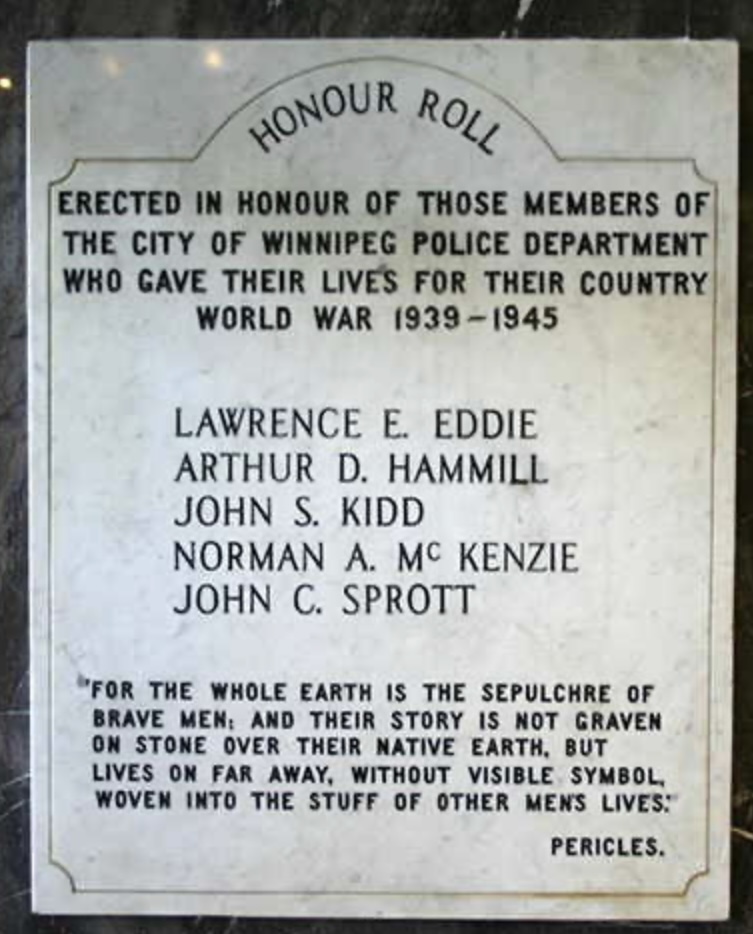 HONOUR ROLL
ERECTED IN HONOUR OF THOSE MEMBERS OF
THE CITY OF WINNIPEG POLICE DEPARTMENT
WHO GAVE THEIR LIVES FOR THEIR COUNTRY
WORLD WAR 1939-1945
LAWRENCE E. EDDIE
ARTHUR D. HAMMILL
JOHN S. KIDD
NORMAN A. Mc KENZIE
JOHN C. SPROTT
"FOR THE WHOLE EARTH IS THE SEPULCHRE OF
BRAVE MEN; AND THEIR STORY IS NOT GRAVEN
ON STONE OVER THEIR NATIVE EARTH, BUT
LIVES ON FAR AWAY, WITHOUT VISIBLE SYMBOL,
WOVEN INTO THE STUFF OF OTHER MEN'S LIVES."
PERICLES.